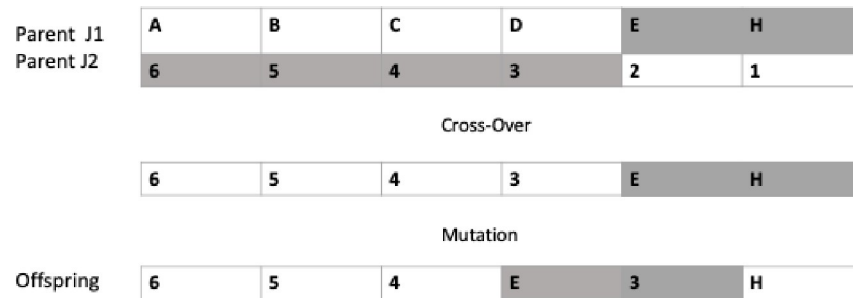 Parent J1 A B C D E H
Parent J2 6 5 4 3 2 1
Cross-Over
6 5 4 3 E H
Mutation
Offspring 6 5 4 E 3 H